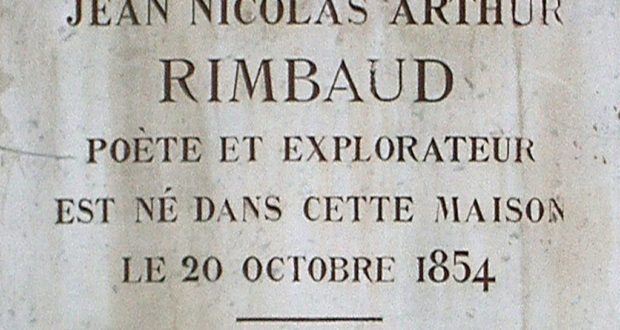 JEAN NICOLAS ARTHUR
RIMBAUD
POÈTE ET EXPLORATEUR
EST NÉ DANS CETTE MAISON
LE 20 OCTOBRE 1854